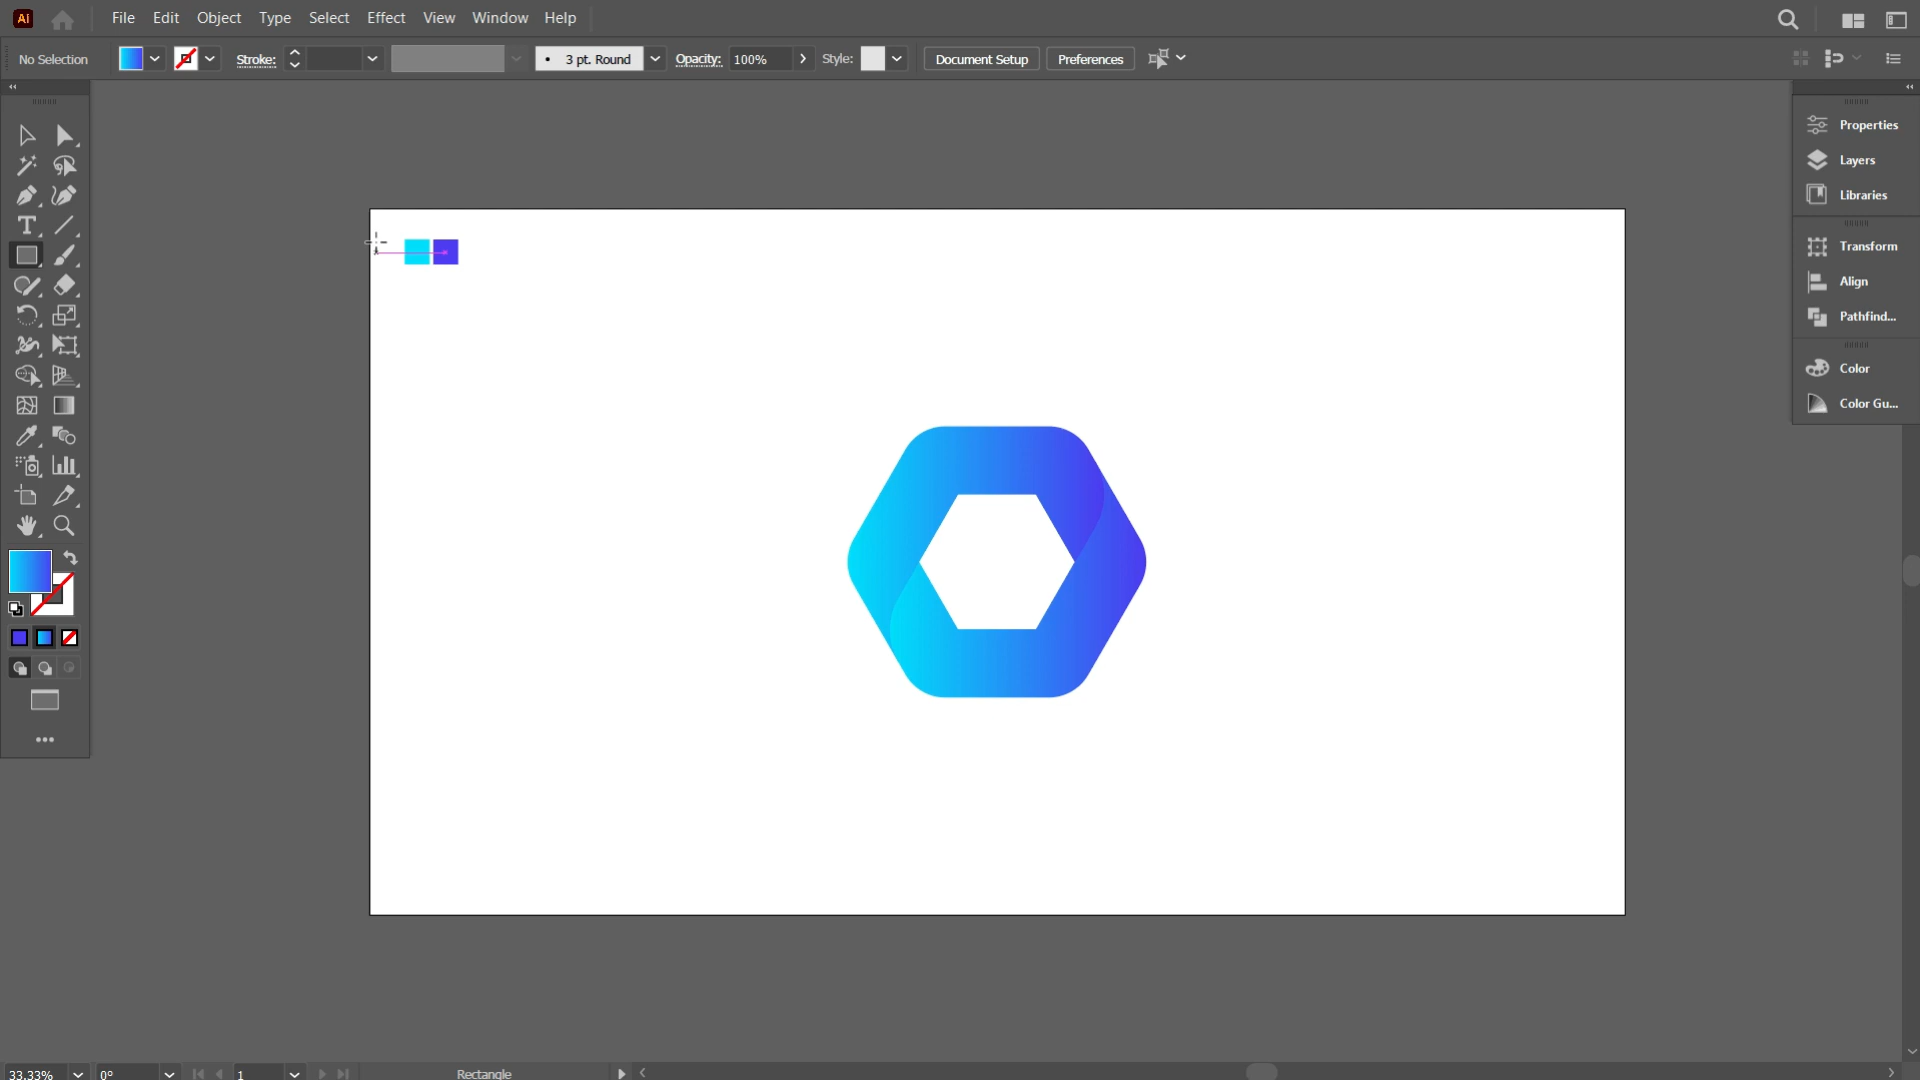 Ai File Edit Object Type Select Effect View Window Help
No Selection Stroke: 3 pt. Round Opacity: 100% Style: Document Setup Preferences
Properties
Layers
Libraries
Transform
Align
Pathfind...
Color
Color Gu...
T
33.33% 0° 1 Rectangle